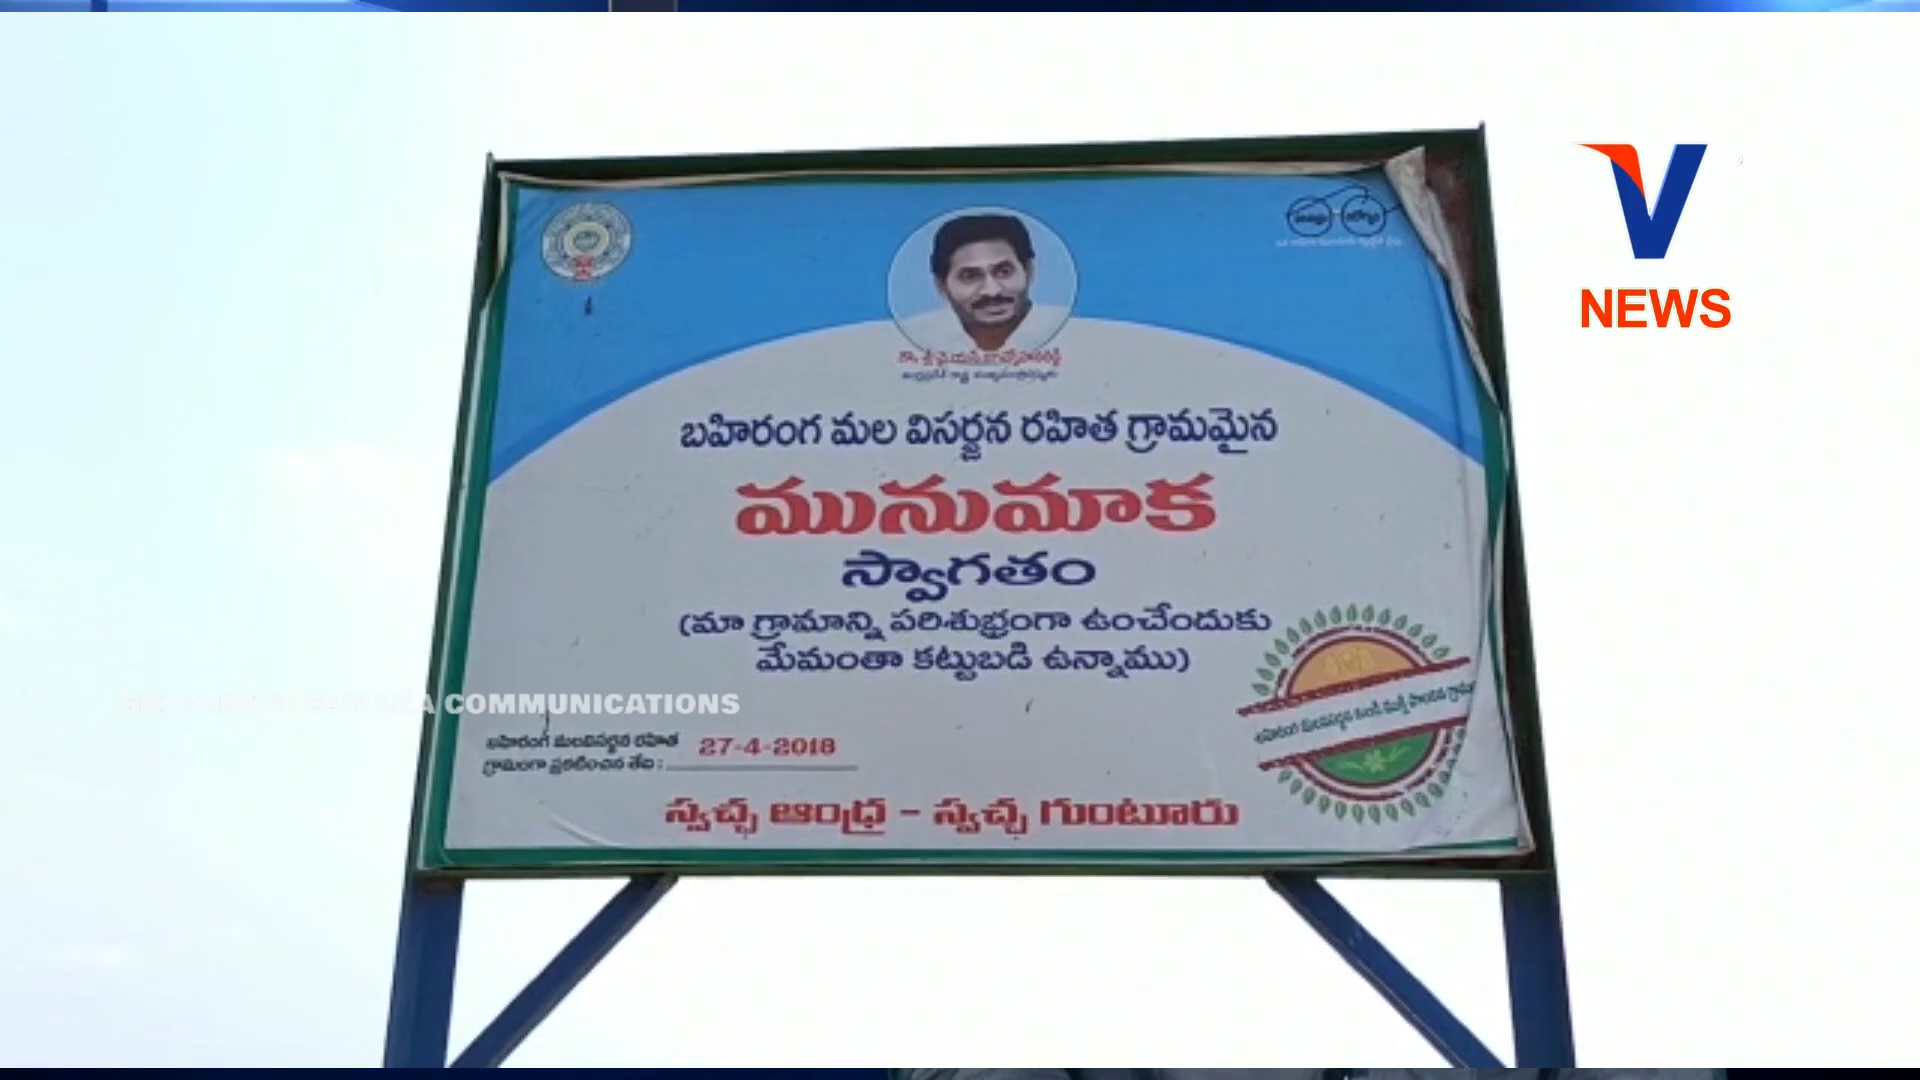 V
NEWS
బహిరంగ మల విసర్జన రహిత గ్రామమైన
మునుమాక
స్వాగతం
(మా గ్రామాన్ని పరిశుభ్రంగా ఉంచేందుకు
మేమంతా కట్టుబడి ఉన్నాము)
COMMUNICATIONS
బహిరంగ మలవిసర్జన రహిత
గ్రామంగా ప్రకటించిన తేది : 27-4-2018
స్వచ్ఛ ఆంధ్ర - స్వచ్ఛ గుంటూరు